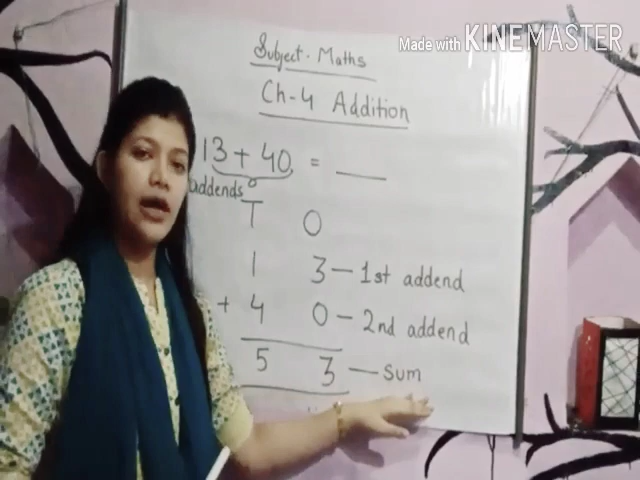 Made with KINEMASTER
Subject. Maths
Ch-4 Addition
13 + 40 = ___
addends
T O
1 3 — 1st addend
+ 4 0 — 2nd addend
5 3 — sum